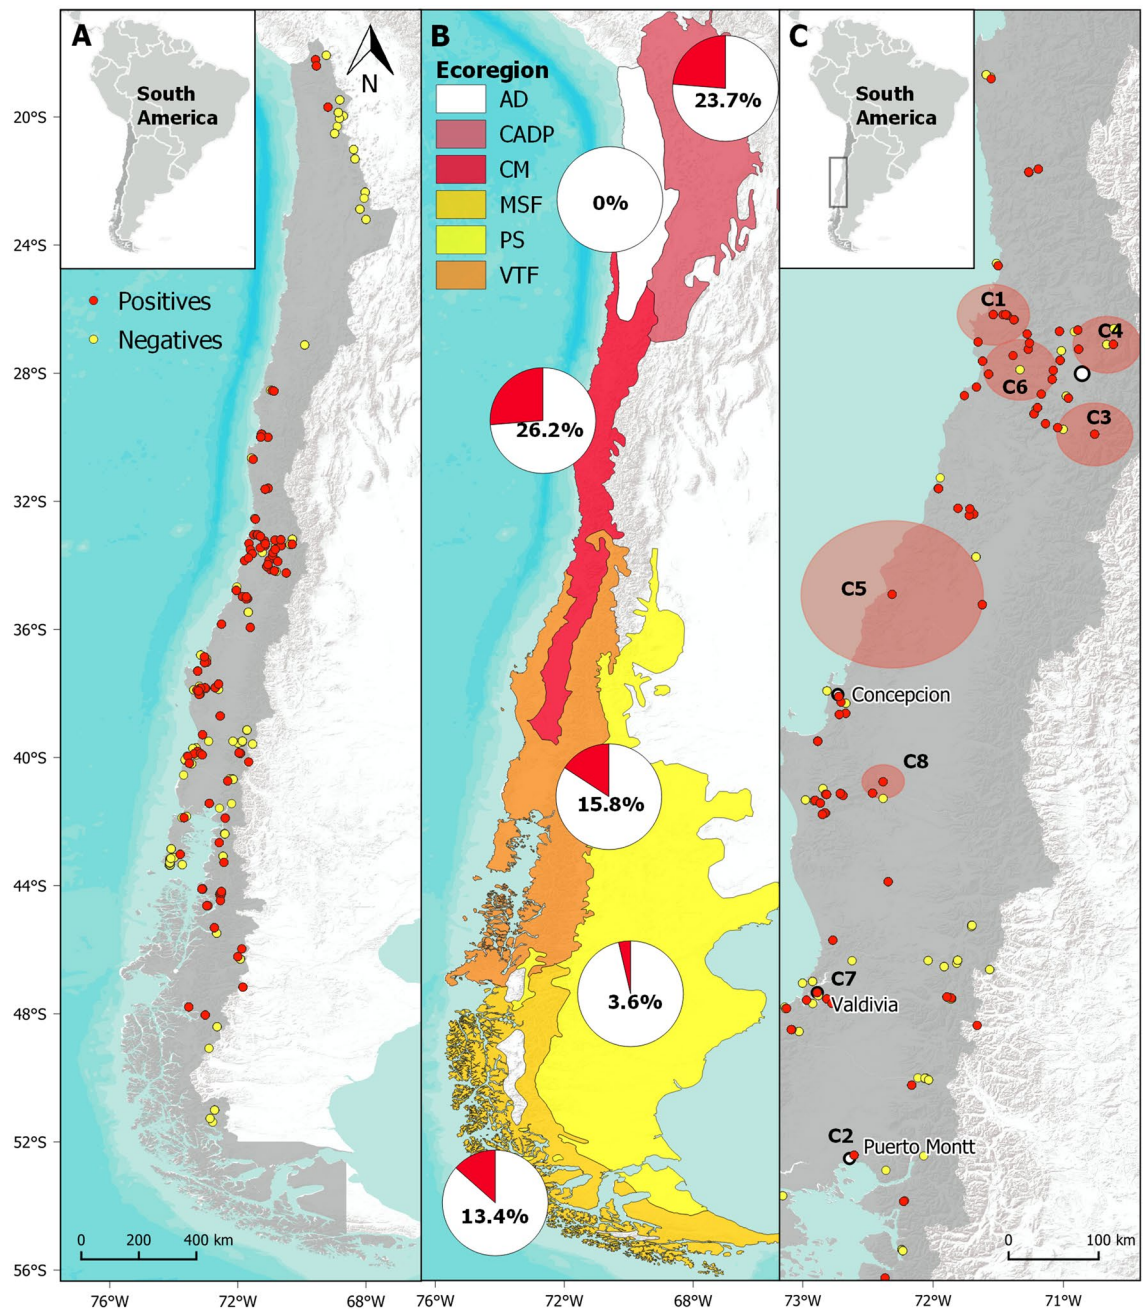 A
South
America
N
Positives
Negatives
0 200 400 km
20°S
24°S
28°S
32°S
36°S
40°S
44°S
48°S
52°S
56°S
76°W 72°W 68°W
B
Ecoregion
AD
CADP
CM
MSF
PS
VTF
23.7%
0%
26.2%
15.8%
3.6%
13.4%
76°W 72°W 68°W
C
South
America
C1
C4
C6
C3
C5
Concepcion
C8
C7
Valdivia
C2
Puerto Montt
0 100 km
73°W 72°W 71°W